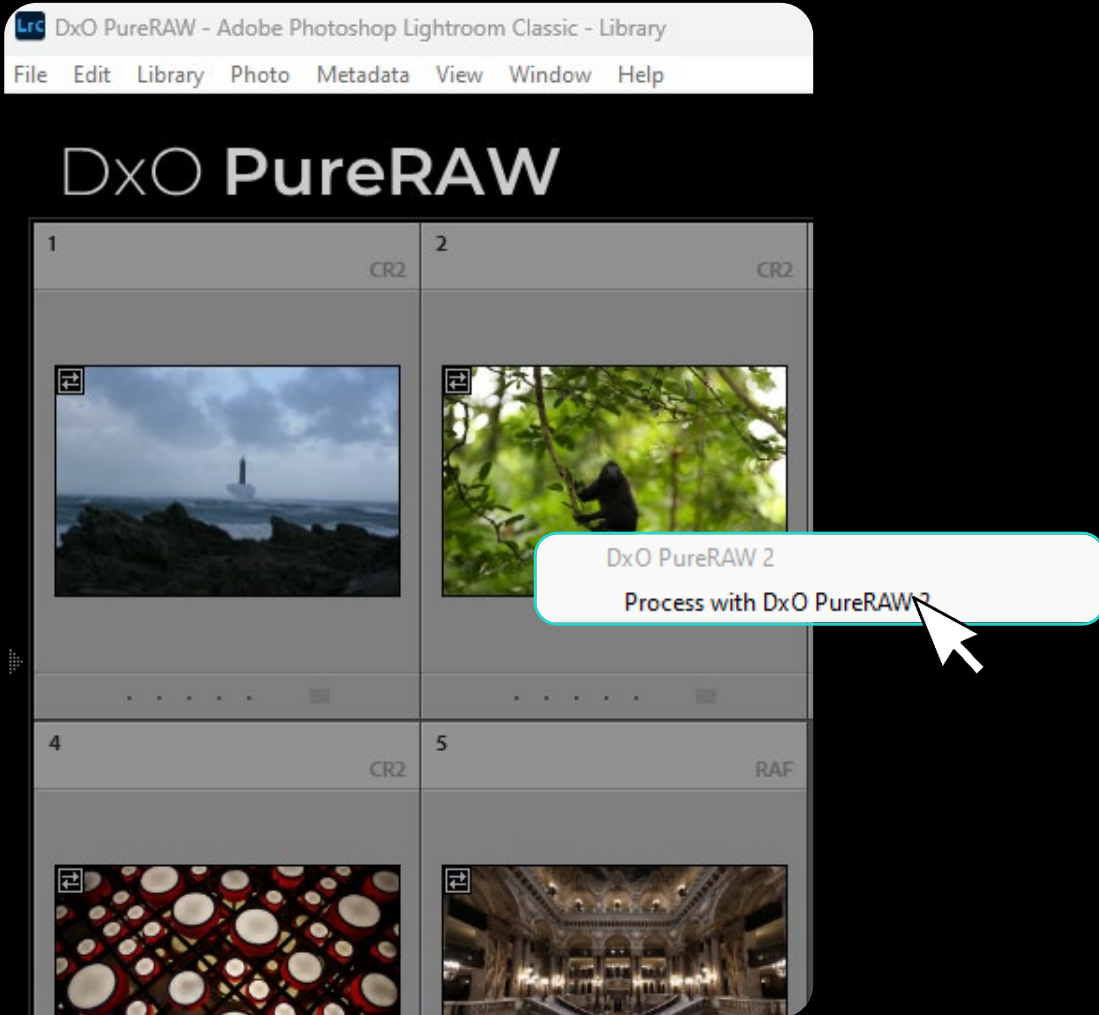 LrC DxO PureRAW - Adobe Photoshop Lightroom Classic - Library
File Edit Library Photo Metadata View Window Help
DxO PureRAW
1 CR2 2 CR2
DxO PureRAW 2
Process with DxO PureRAW 2
4 CR2 5 RAF